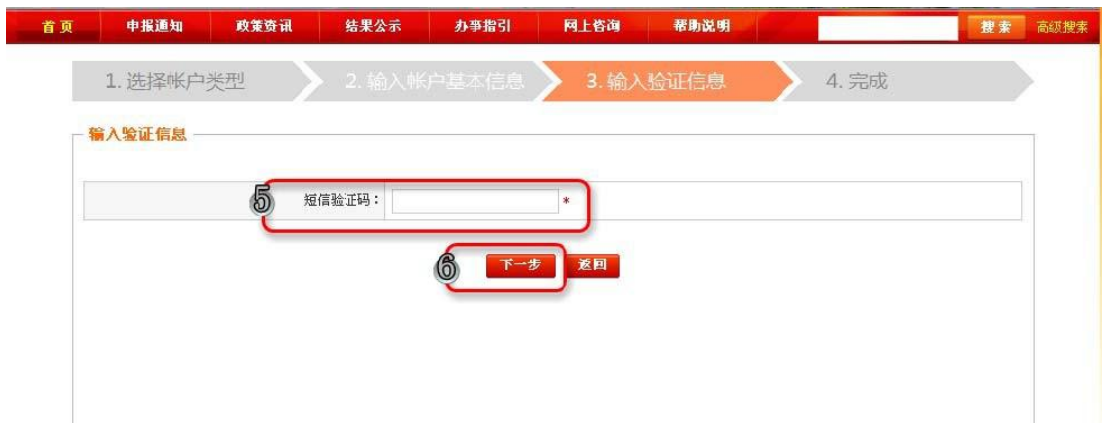 首页 申报通知 政策资讯 结果公示 办事指引 网上咨询 帮助说明 搜索 高级搜索
1.选择帐户类型 2.输入帐户基本信息 3.输入验证信息 4.完成
输入验证信息
5 短信验证码： *
6 下一步 返回